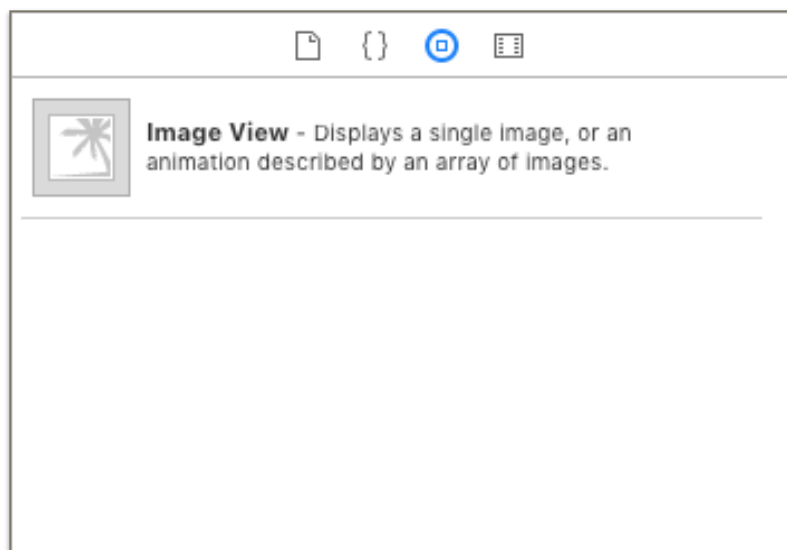 Image View - Displays a single image, or an
animation described by an array of images.